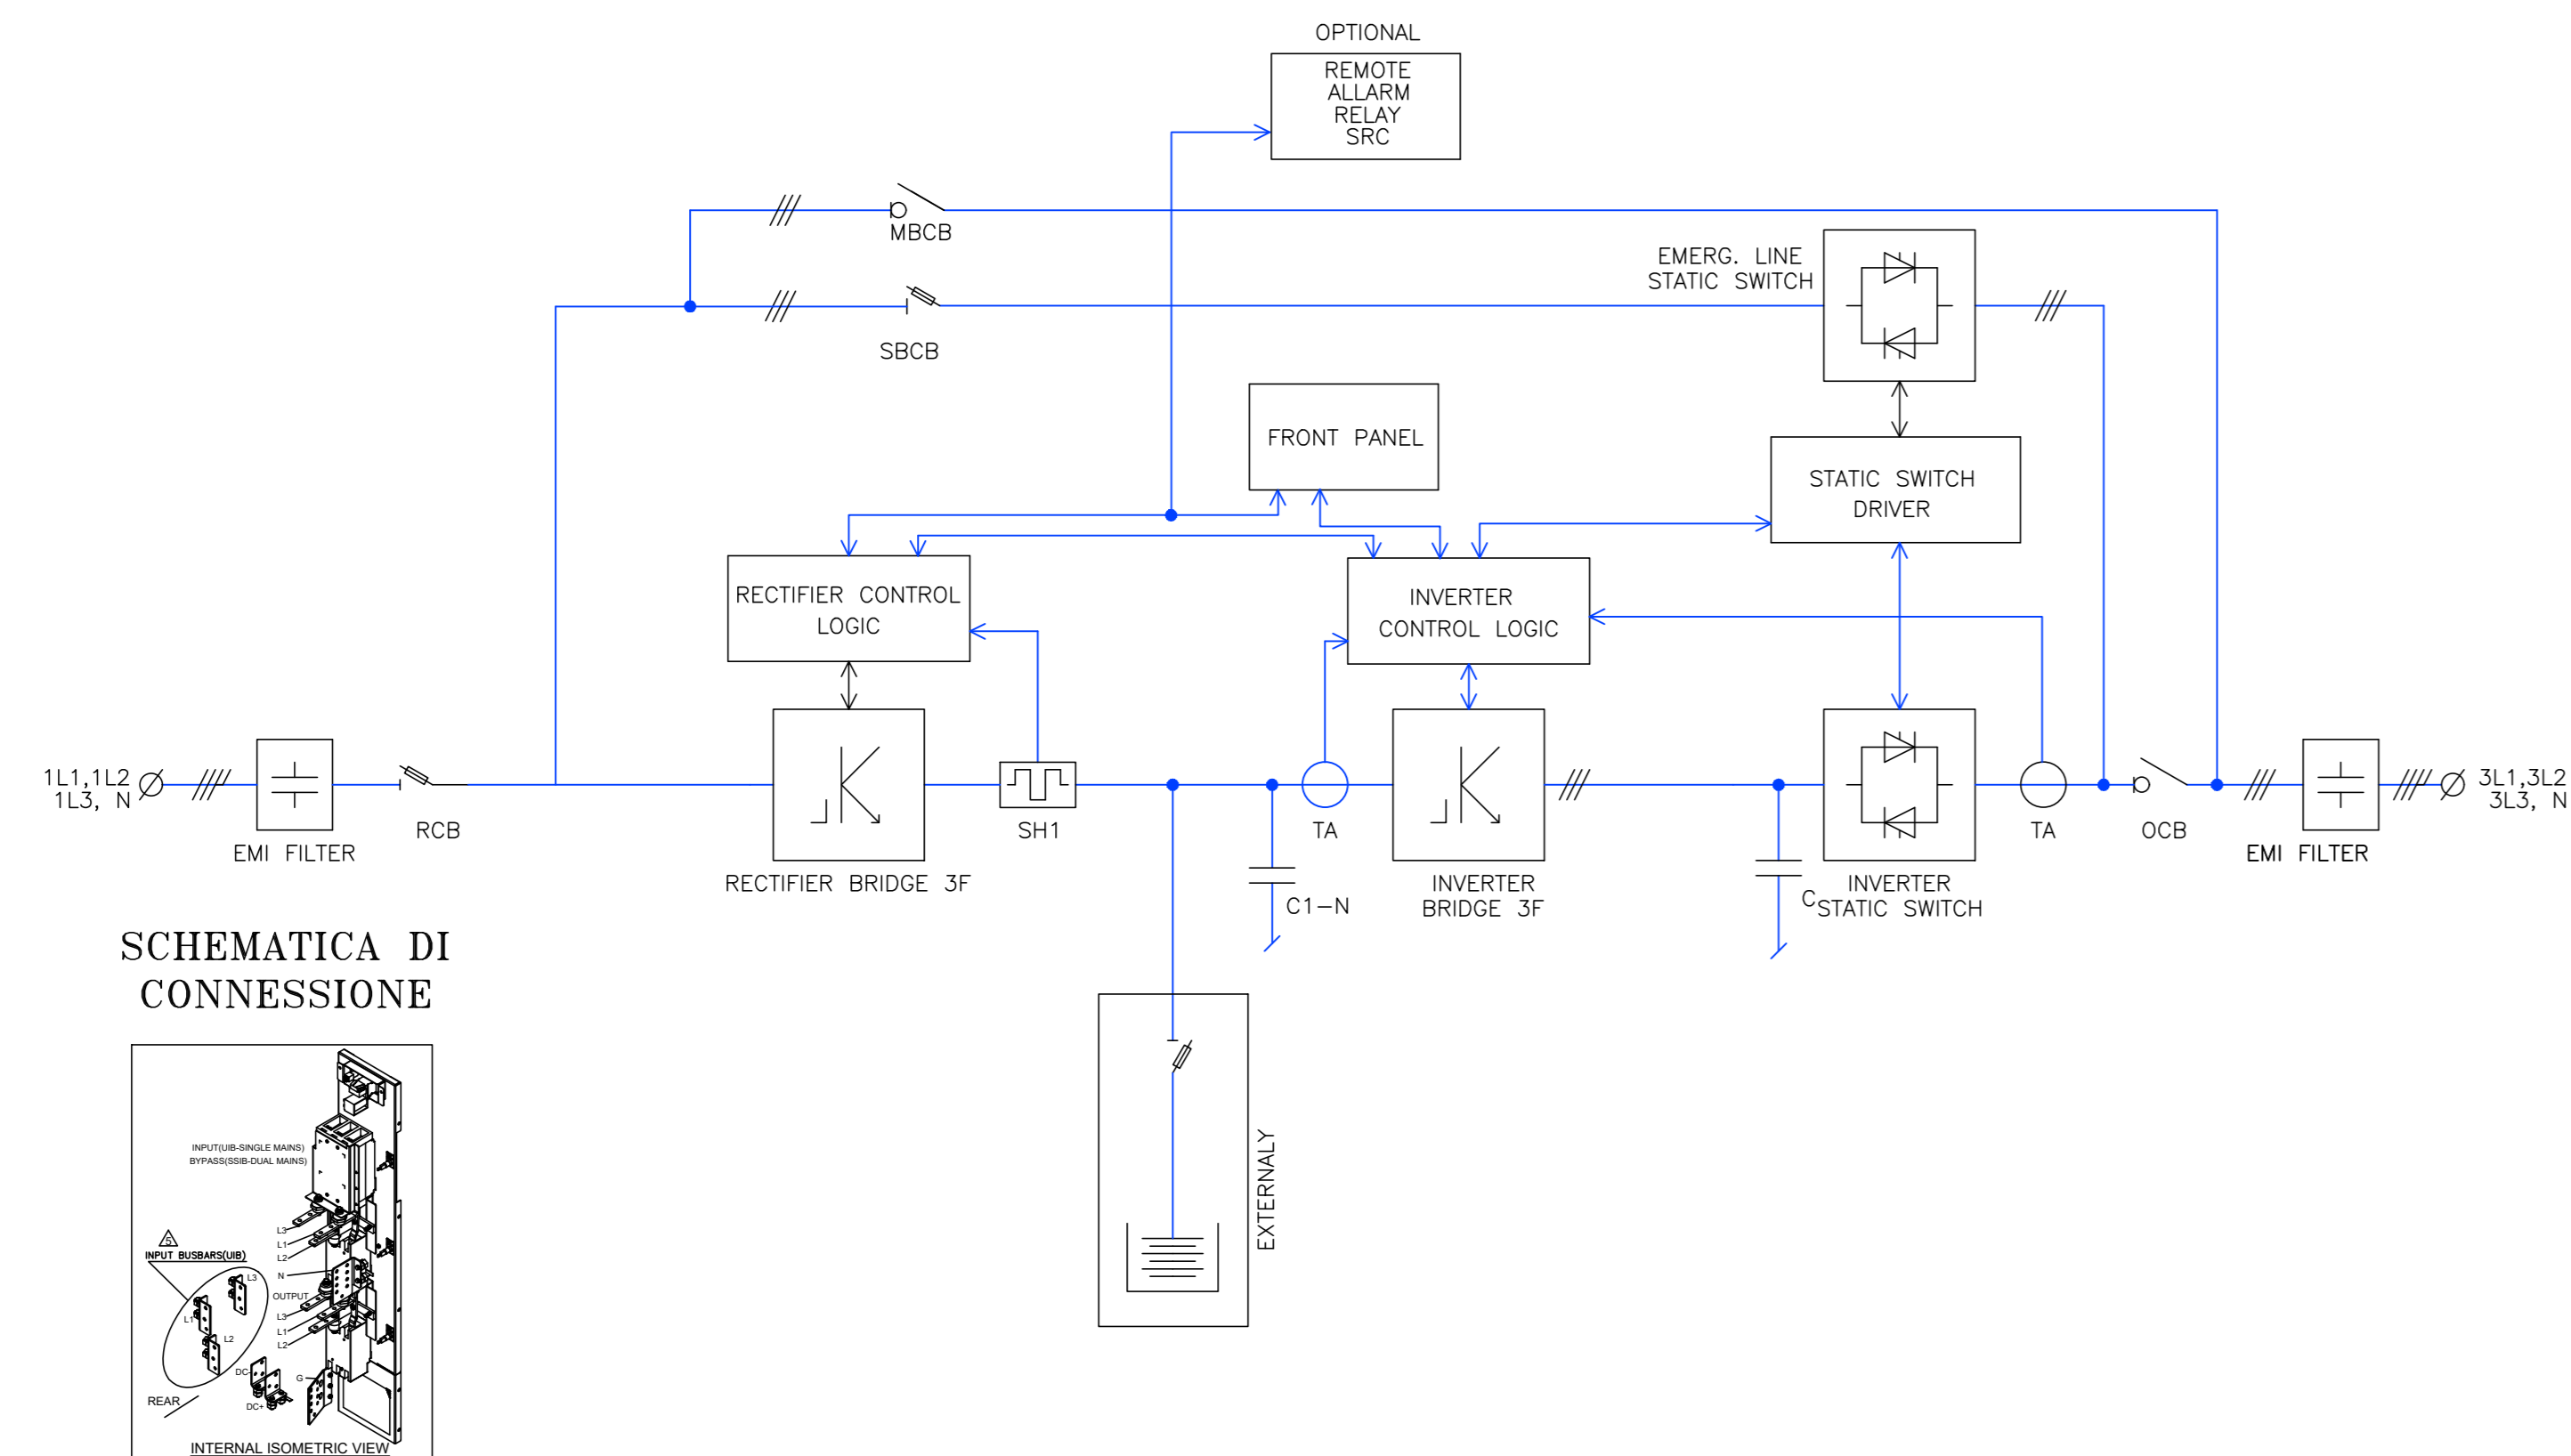 OPTIONAL
REMOTE
ALLARM
RELAY
SRC
MBCB
EMERG. LINE
STATIC SWITCH
SBCB
FRONT PANEL
STATIC SWITCH
DRIVER
RECTIFIER CONTROL
LOGIC
INVERTER
CONTROL LOGIC
1L1,1L2
1L3, N
EMI FILTER
RCB
RECTIFIER BRIDGE 3F
SH1
C1-N
TA
INVERTER
BRIDGE 3F
C
INVERTER
STATIC SWITCH
TA
OCB
EMI FILTER
3L1,3L2
3L3, N
SCHEMATICA DI
CONNESSIONE
EXTERNALY
INPUT(UIB-SINGLE MAINS)
BYPASS(SSIB-DUAL MAINS)
L3
L1
L2
N
OUTPUT
L3
L1
L2
5
INPUT BUSBARS(UIB)
L3
L1
L2
DC-
DC+
G
REAR
INTERNAL ISOMETRIC VIEW